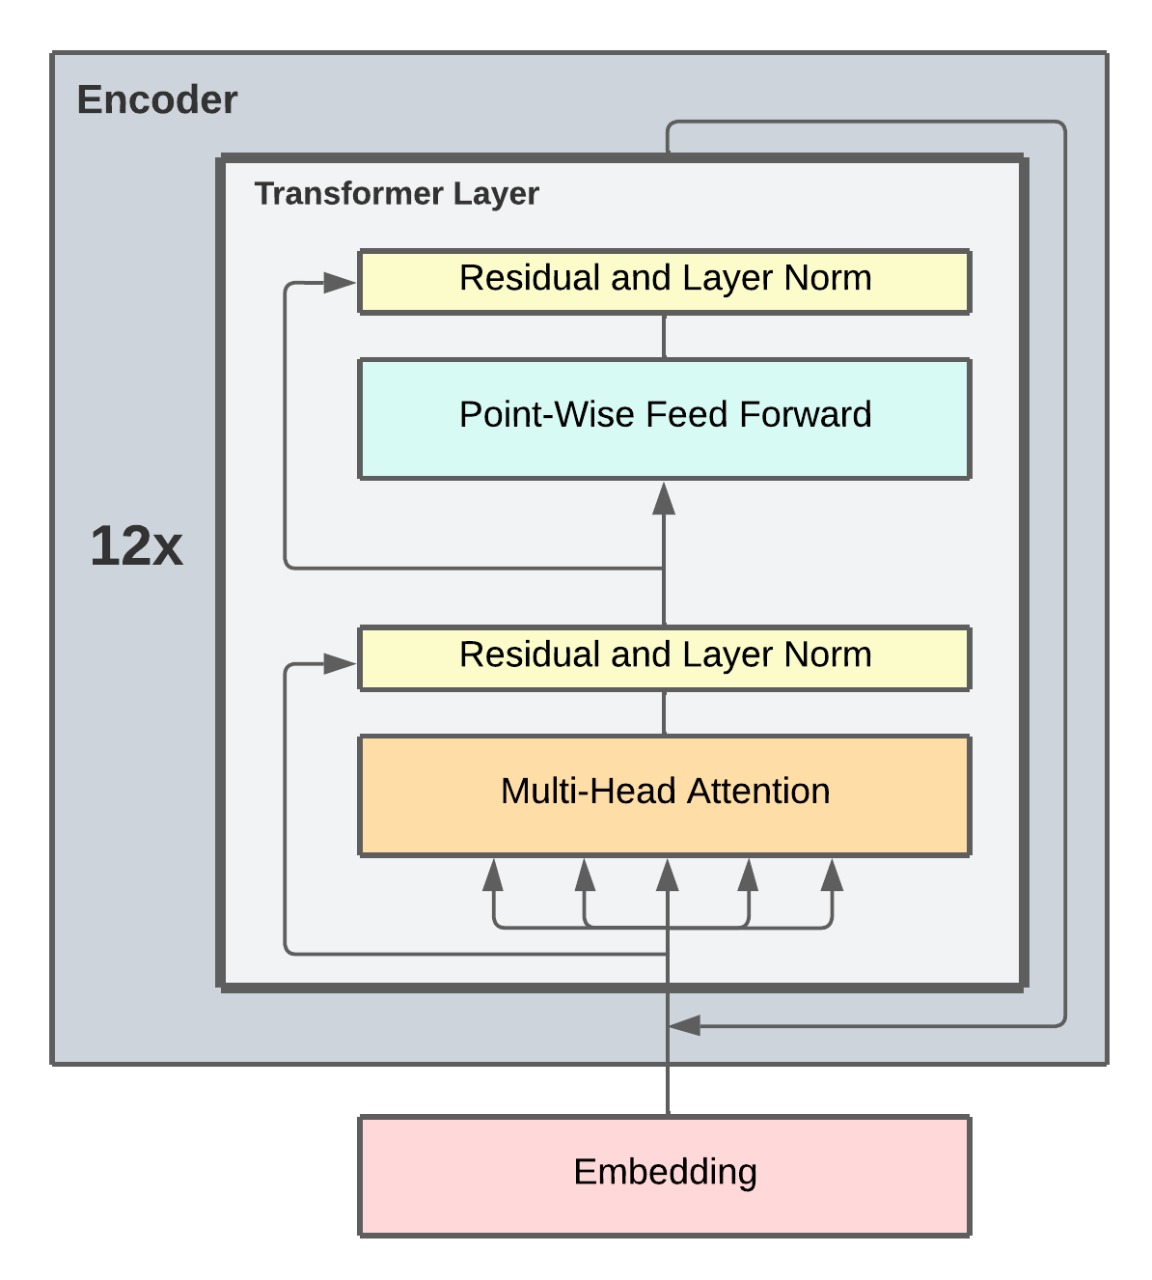 Encoder
Transformer Layer
Residual and Layer Norm
Point-Wise Feed Forward
12x
Residual and Layer Norm
Multi-Head Attention
Embedding